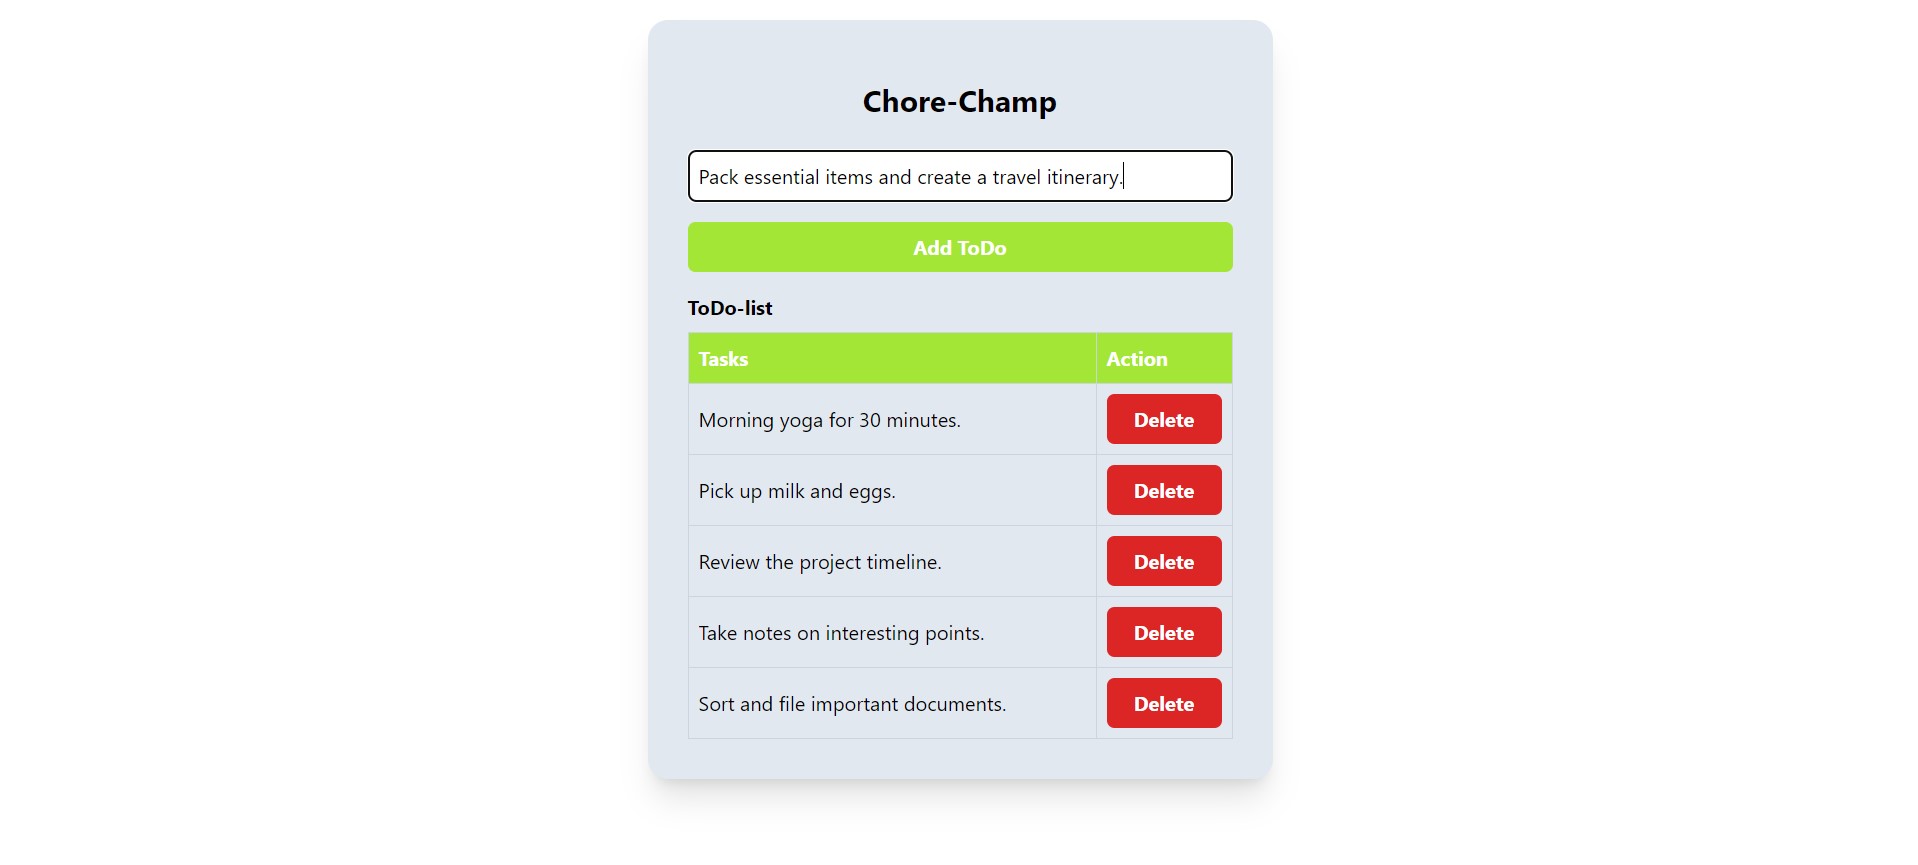 Chore-Champ
Pack essential items and create a travel itinerary.
Add ToDo
ToDo-list
Tasks Action
Morning yoga for 30 minutes. Delete
Pick up milk and eggs. Delete
Review the project timeline. Delete
Take notes on interesting points. Delete
Sort and file important documents. Delete